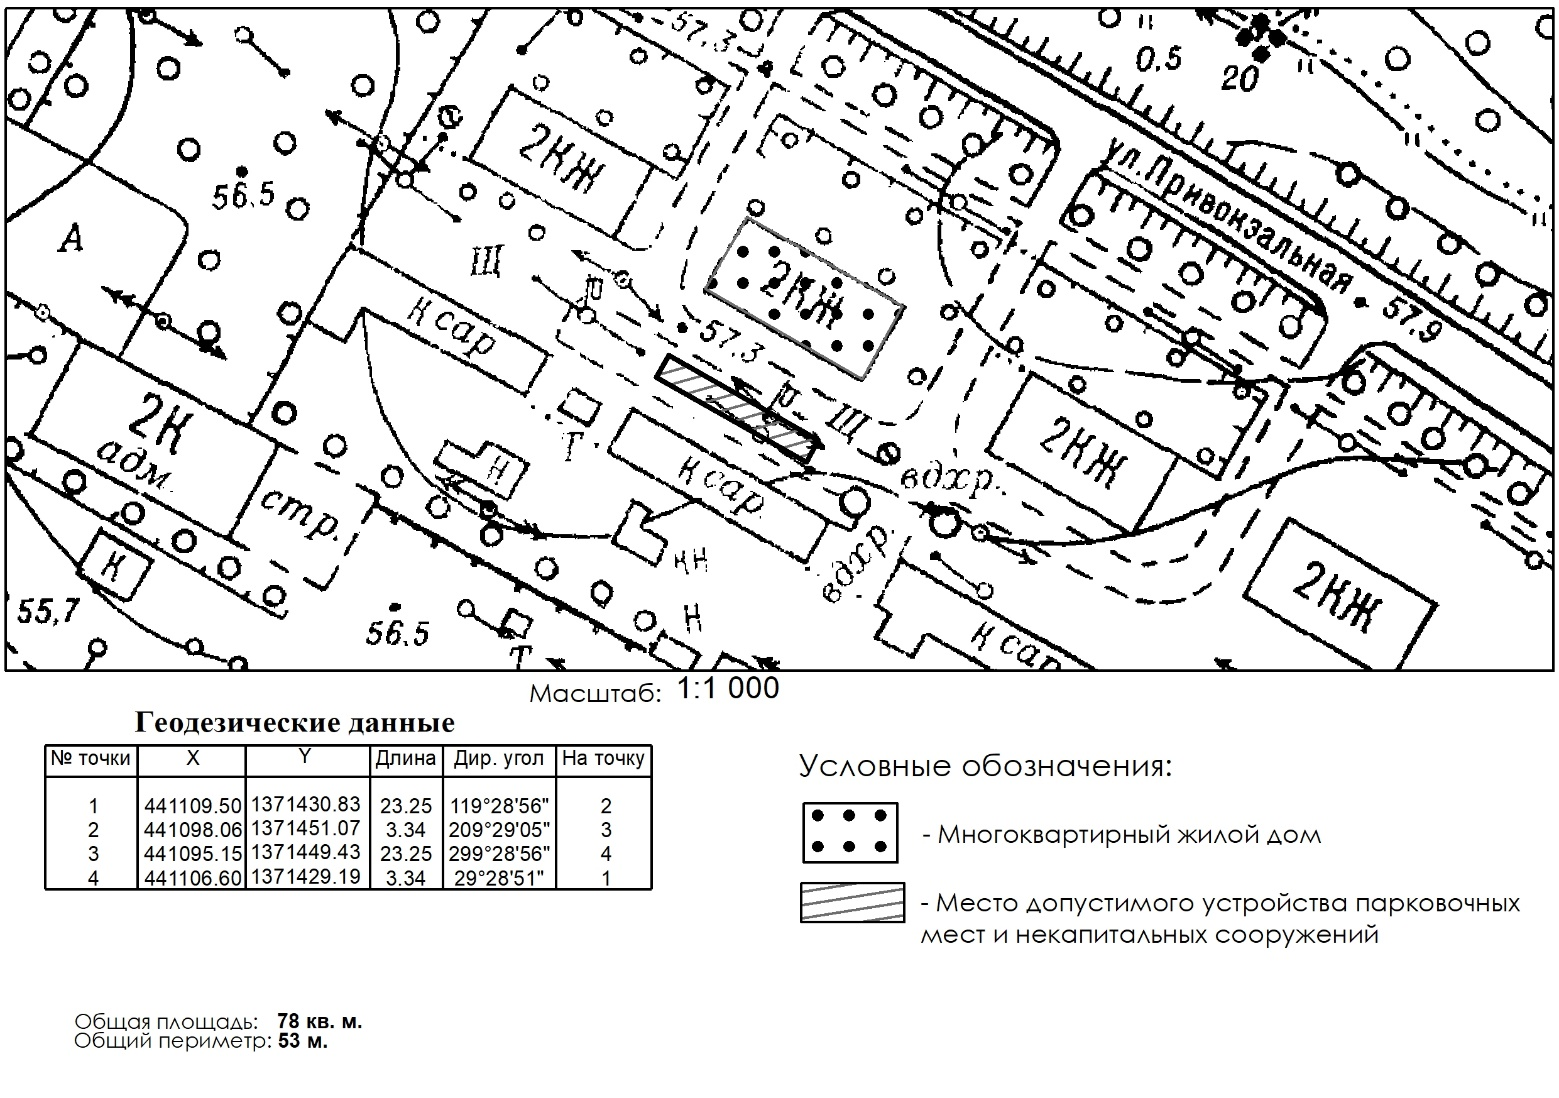 57.3
0.5
20
2КЖ
ул.Привокзальная
56.5
А
Щ
р
2КЖ
57.9
К сар
57.3
р
Щ
2К
адм.
Т
Н
К сар.
вдхр.
2КЖ
стр.
К
КН
вдхр.
2КЖ
55,7
56.5
Н
Т
К сар
Масштаб: 1:1 000
Геодезические данные
№ точки X Y Длина Дир. угол На точку
1 441109.50 1371430.83 23.25 119°28'56" 2
2 441098.06 1371451.07 3.34 209°29'05" 3
3 441095.15 1371449.43 23.25 299°28'56" 4
4 441106.60 1371429.19 3.34 29°28'51" 1
Условные обозначения:
- Многоквартирный жилой дом
- Место допустимого устройства парковочных
мест и некапитальных сооружений
Общая площадь: 78 кв. м.
Общий периметр: 53 м.